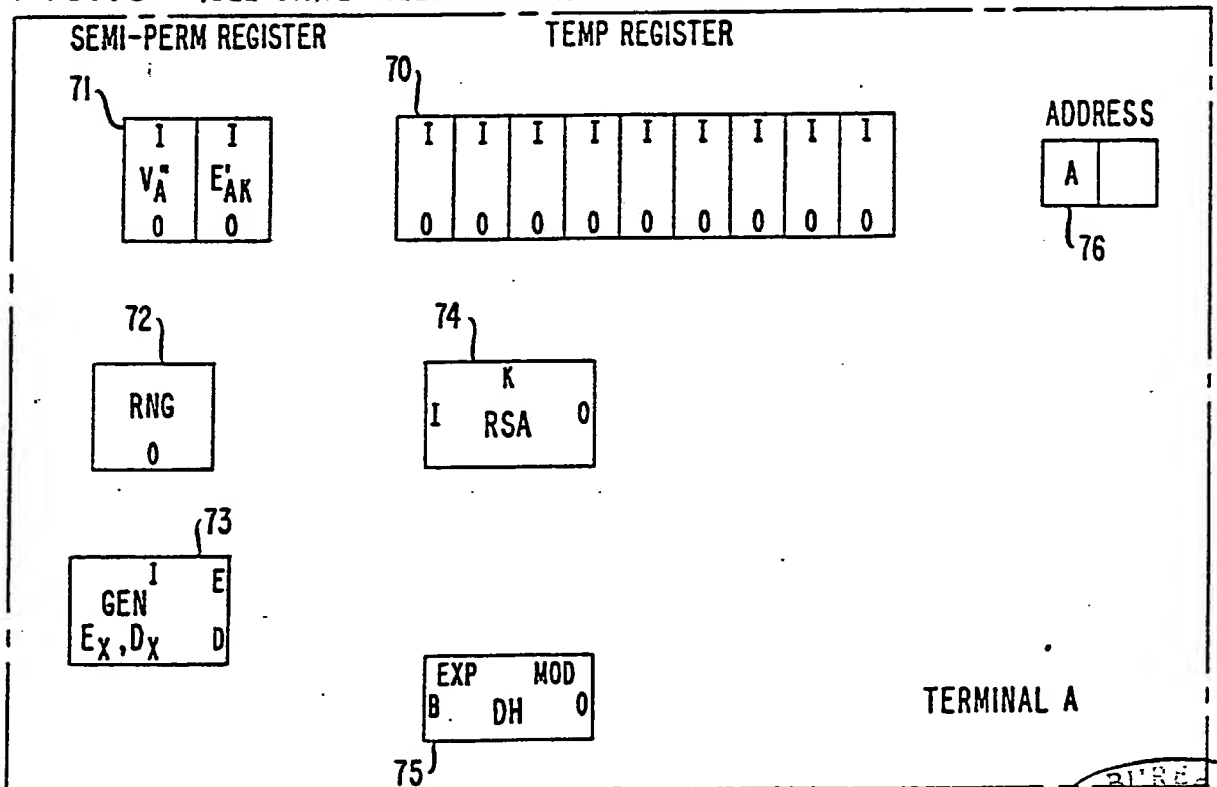 SEMI-PERM REGISTER TEMP REGISTER
71 70
ADDRESS
I I I I I I I I I I I
V"A E'AK A
0 0 0 0 0 0 0 0 0 0 0
76
72 74
RNG
0
K
I RSA 0
73
I E
GEN
EX,DX D
EXP MOD
B DH 0
75
TERMINAL A